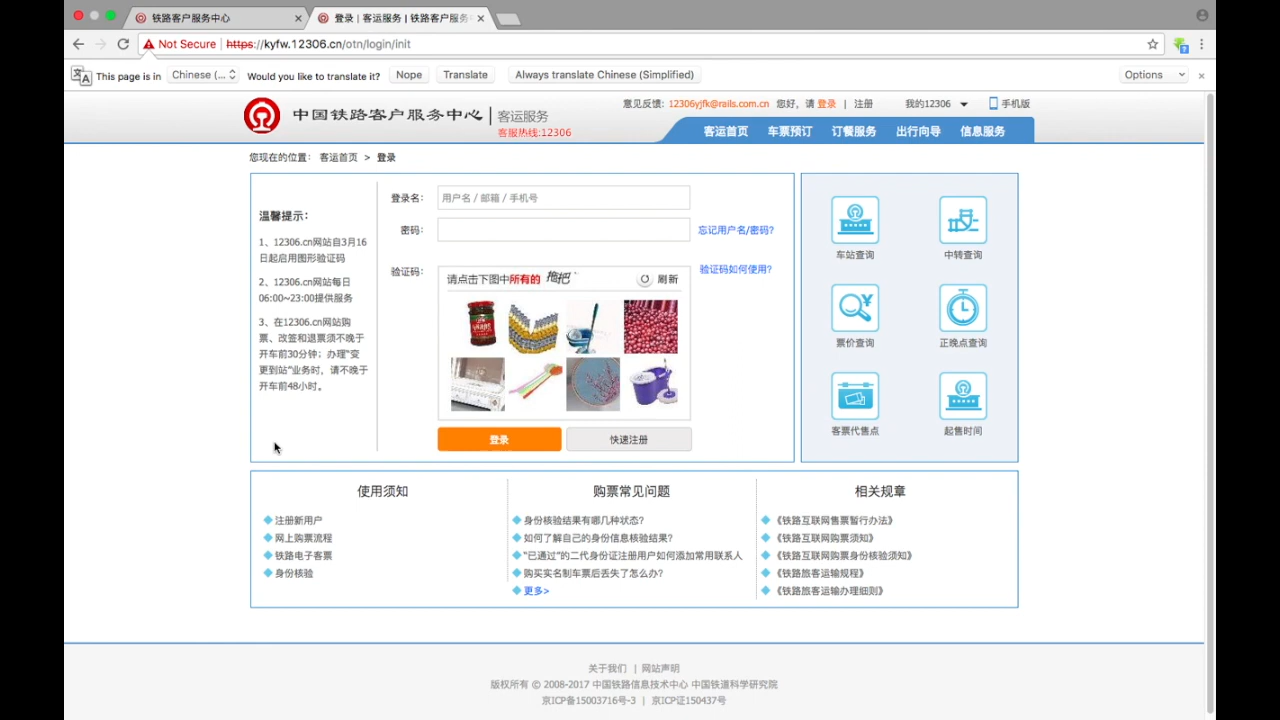 铁路客户服务中心
登录 | 客运服务 | 铁路客户服务
Not Secure | https://kyfw.12306.cn/otn/login/init
This page is in Chinese (... Would you like to translate it? Nope Translate Always translate Chinese (Simplified) Options
中国铁路客户服务中心 | 客运服务
客服热线:12306
意见反馈: 12306yjfk@rails.com.cn 您好，请 登录 | 注册 我的12306 手机版
客运首页 车票预订 订餐服务 出行向导 信息服务
您现在的位置： 客运首页 > 登录
温馨提示：
1、12306.cn网站自3月16
日起启用图形验证码
2、12306.cn网站每日
06:00~23:00提供服务
3、在12306.cn网站购
票、改签和退票须不晚于
开车前30分钟；办理“变
更到站”业务时，请不晚于
开车前48小时。
登录名： 用户名 / 邮箱 / 手机号
密码： 忘记用户名/密码?
验证码： 验证码如何使用?
请点击下图中所有的 拖把 刷新
登录 快速注册
车站查询 中转查询
票价查询 正晚点查询
客票代售点 起售时间
使用须知
注册新用户
网上购票流程
铁路电子客票
身份核验
购票常见问题
身份核验结果有哪几种状态?
如何了解自己的身份信息核验结果?
“已通过”的二代身份证注册用户如何添加常用联系人
购买实名制车票后丢失了怎么办?
更多>
相关规章
《铁路互联网售票暂行办法》
《铁路互联网购票须知》
《铁路互联网购票身份核验须知》
《铁路旅客运输规程》
《铁路旅客运输办理细则》
关于我们 | 网站声明
版权所有 © 2008-2017 中国铁路信息技术中心 中国铁道科学研究院
京ICP备15003716号-3 | 京ICP证150437号